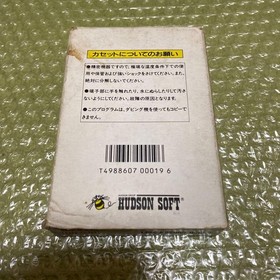 カセットについてのお願い
●精密機器ですので、極端な温度条件下での使
用や保管および強いショックをさけてください。また、
絶対に分解しないでください。
●端子部に手を触れたり、水にぬらしたりして汚
さないようにしてください。故障の原因となります。
●このプログラムは、ダビング機を使ってもコピーで
きません。
T4988607 00019 6
HUDSON SOFT